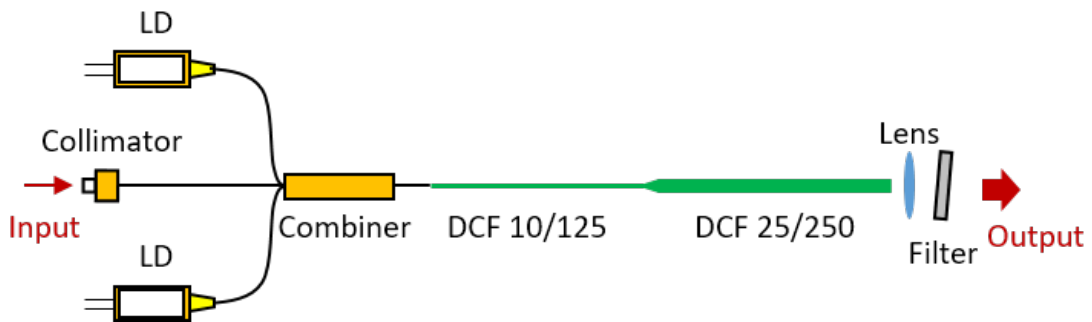 LD
Collimator
Lens
Input
Combiner
DCF 10/125
DCF 25/250
Filter
Output
LD